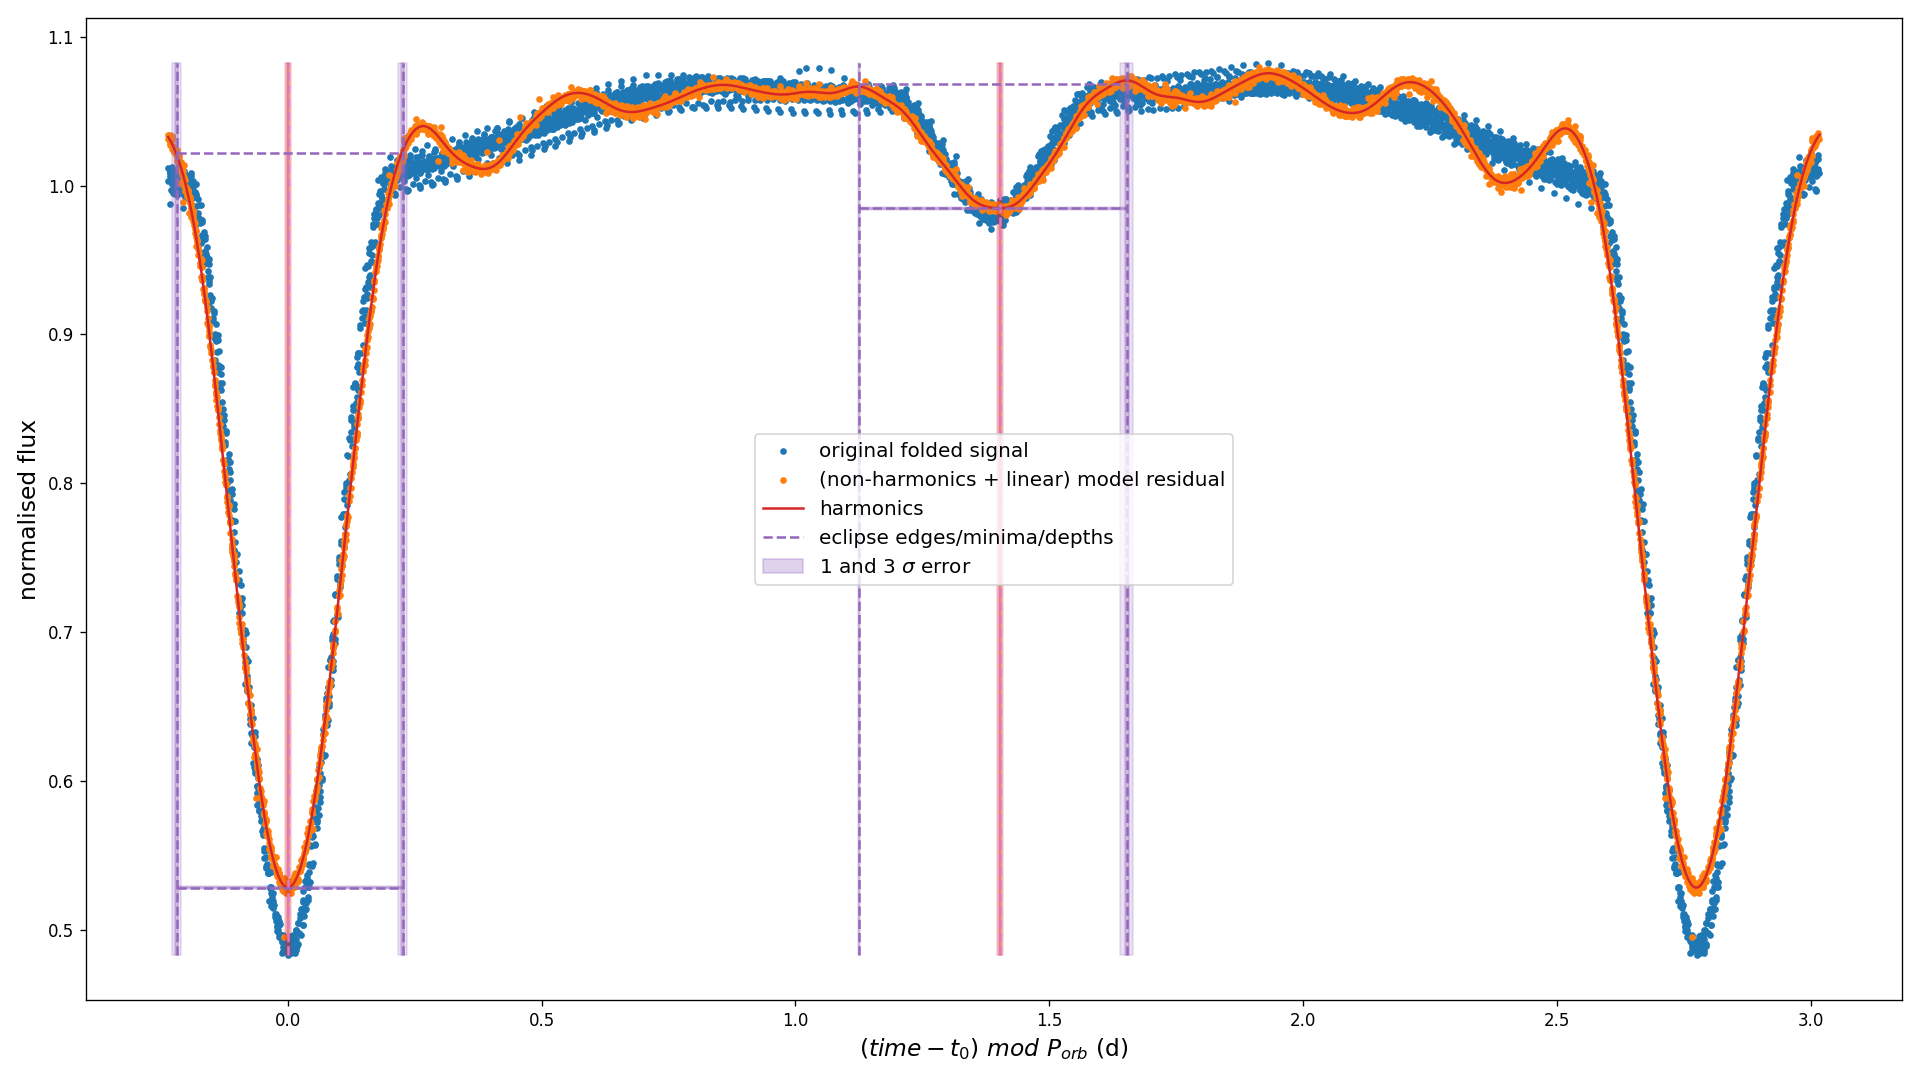 1.1
1.0
0.9
0.8
0.7
0.6
0.5
normalised flux
original folded signal
(non-harmonics + linear) model residual
harmonics
eclipse edges/minima/depths
1 and 3 σ error
0.0 0.5 1.0 1.5 2.0 2.5 3.0
(time − t₀) mod Pₒᵣb (d)